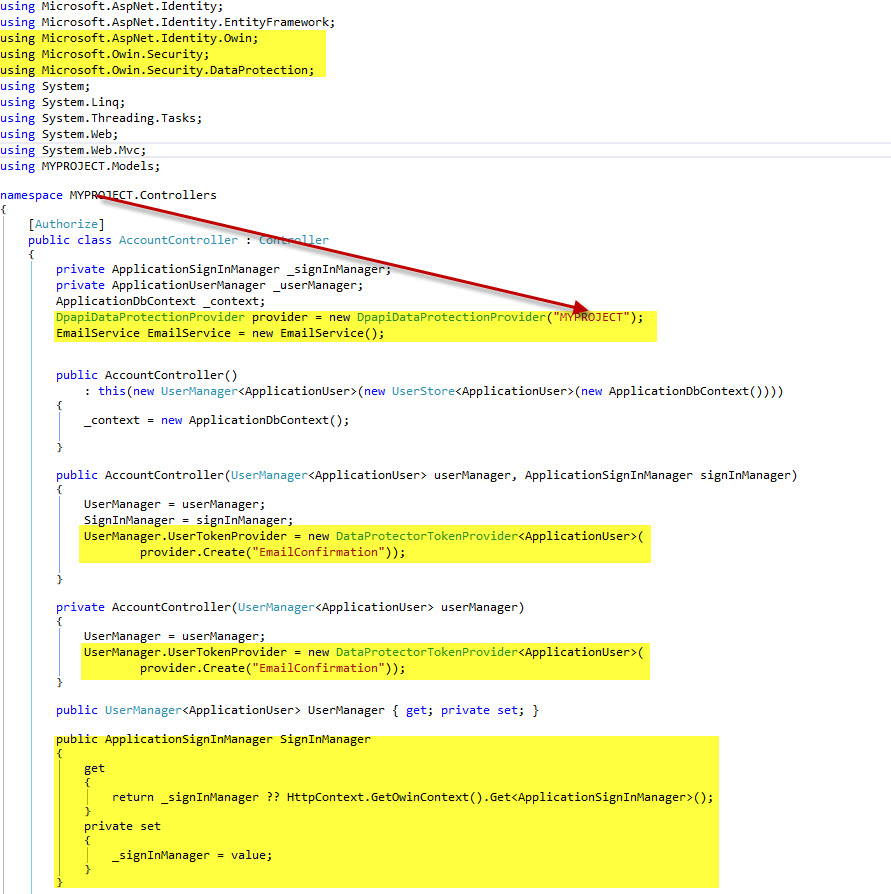 using Microsoft.AspNet.Identity;
using Microsoft.AspNet.Identity.EntityFramework;
using Microsoft.AspNet.Identity.Owin;
using Microsoft.Owin.Security;
using Microsoft.Owin.Security.DataProtection;
using System;
using System.Linq;
using System.Threading.Tasks;
using System.Web;
using System.Web.Mvc;
using MYPROJECT.Models;
namespace MYPROJECT.Controllers
{
[Authorize]
public class AccountController : Controller
{
private ApplicationSignInManager _signInManager;
private ApplicationUserManager _userManager;
ApplicationDbContext _context;
DpapiDataProtectionProvider provider = new DpapiDataProtectionProvider("MYPROJECT");
EmailService EmailService = new EmailService();
public AccountController()
: this(new UserManager<ApplicationUser>(new UserStore<ApplicationUser>(new ApplicationDbContext())))
{
_context = new ApplicationDbContext();
}
public AccountController(UserManager<ApplicationUser> userManager, ApplicationSignInManager signInManager)
{
UserManager = userManager;
SignInManager = signInManager;
UserManager.UserTokenProvider = new DataProtectorTokenProvider<ApplicationUser>(
provider.Create("EmailConfirmation"));
}
private AccountController(UserManager<ApplicationUser> userManager)
{
UserManager = userManager;
UserManager.UserTokenProvider = new DataProtectorTokenProvider<ApplicationUser>(
provider.Create("EmailConfirmation"));
}
public UserManager<ApplicationUser> UserManager { get; private set; }
public ApplicationSignInManager SignInManager
{
get
{
return _signInManager ?? HttpContext.GetOwinContext().Get<ApplicationSignInManager>();
}
private set
{
_signInManager = value;
}
}